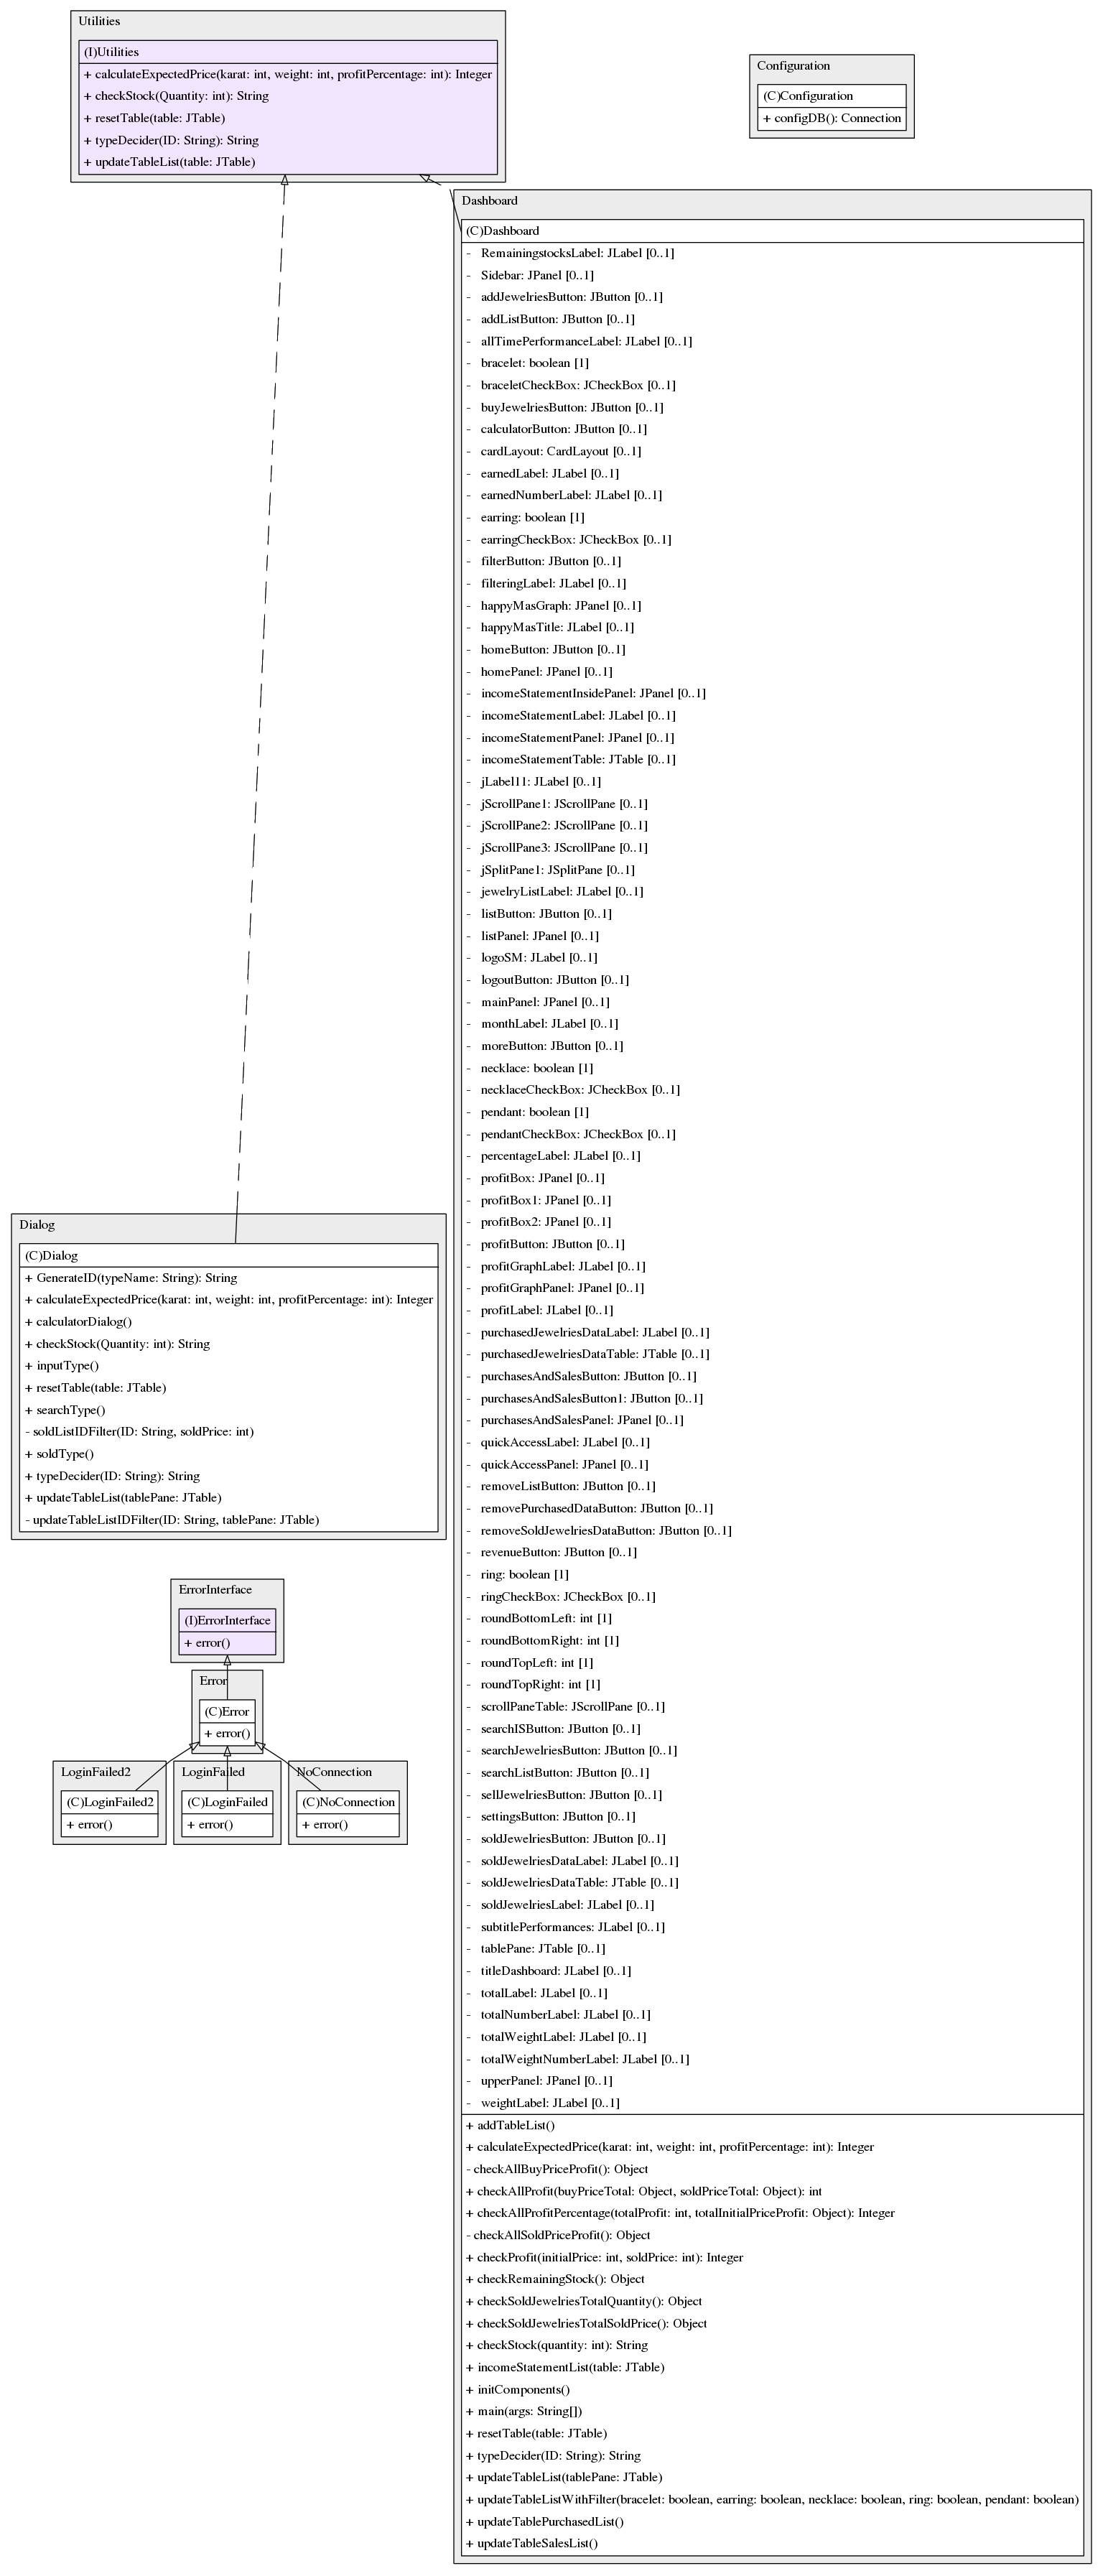 Utilities
(I)Utilities
+ calculateExpectedPrice(karat: int, weight: int, profitPercentage: int): Integer
+ checkStock(Quantity: int): String
+ resetTable(table: JTable)
+ typeDecider(ID: String): String
+ updateTableList(table: JTable)
Configuration
(C)Configuration
+ configDB(): Connection
Dashboard
(C)Dashboard
- RemainingstocksLabel: JLabel [0..1]
- Sidebar: JPanel [0..1]
- addJewelriesButton: JButton [0..1]
- addListButton: JButton [0..1]
- allTimePerformanceLabel: JLabel [0..1]
- bracelet: boolean [1]
- braceletCheckBox: JCheckBox [0..1]
- buyJewelriesButton: JButton [0..1]
- calculatorButton: JButton [0..1]
- cardLayout: CardLayout [0..1]
- earnedLabel: JLabel [0..1]
- earnedNumberLabel: JLabel [0..1]
- earring: boolean [1]
- earringCheckBox: JCheckBox [0..1]
- filterButton: JButton [0..1]
- filteringLabel: JLabel [0..1]
- happyMasGraph: JPanel [0..1]
- happyMasTitle: JLabel [0..1]
- homeButton: JButton [0..1]
- homePanel: JPanel [0..1]
- incomeStatementInsidePanel: JPanel [0..1]
- incomeStatementLabel: JLabel [0..1]
- incomeStatementPanel: JPanel [0..1]
- incomeStatementTable: JTable [0..1]
- jLabel11: JLabel [0..1]
- jScrollPane1: JScrollPane [0..1]
- jScrollPane2: JScrollPane [0..1]
- jScrollPane3: JScrollPane [0..1]
- jSplitPane1: JSplitPane [0..1]
- jewelryListLabel: JLabel [0..1]
- listButton: JButton [0..1]
- listPanel: JPanel [0..1]
- logoSM: JLabel [0..1]
- logoutButton: JButton [0..1]
- mainPanel: JPanel [0..1]
- monthLabel: JLabel [0..1]
- moreButton: JButton [0..1]
- necklace: boolean [1]
- necklaceCheckBox: JCheckBox [0..1]
- pendant: boolean [1]
- pendantCheckBox: JCheckBox [0..1]
- percentageLabel: JLabel [0..1]
- profitBox: JPanel [0..1]
- profitBox1: JPanel [0..1]
- profitBox2: JPanel [0..1]
- profitButton: JButton [0..1]
- profitGraphLabel: JLabel [0..1]
- profitGraphPanel: JPanel [0..1]
- profitLabel: JLabel [0..1]
- purchasedJewelriesDataLabel: JLabel [0..1]
- purchasedJewelriesDataTable: JTable [0..1]
- purchasesAndSalesButton: JButton [0..1]
- purchasesAndSalesButton1: JButton [0..1]
- purchasesAndSalesPanel: JPanel [0..1]
- quickAccessLabel: JLabel [0..1]
- quickAccessPanel: JPanel [0..1]
- removeListButton: JButton [0..1]
- removePurchasedDataButton: JButton [0..1]
- removeSoldJewelriesDataButton: JButton [0..1]
- revenueButton: JButton [0..1]
- ring: boolean [1]
- ringCheckBox: JCheckBox [0..1]
- roundBottomLeft: int [1]
- roundBottomRight: int [1]
- roundTopLeft: int [1]
- roundTopRight: int [1]
- scrollPaneTable: JScrollPane [0..1]
- searchISButton: JButton [0..1]
- searchJewelriesButton: JButton [0..1]
- searchListButton: JButton [0..1]
- sellJewelriesButton: JButton [0..1]
- settingsButton: JButton [0..1]
- soldJewelriesButton: JButton [0..1]
- soldJewelriesDataLabel: JLabel [0..1]
- soldJewelriesDataTable: JTable [0..1]
- soldJewelriesLabel: JLabel [0..1]
- subtitlePerformances: JLabel [0..1]
- tablePane: JTable [0..1]
- titleDashboard: JLabel [0..1]
- totalLabel: JLabel [0..1]
- totalNumberLabel: JLabel [0..1]
- totalWeightLabel: JLabel [0..1]
- totalWeightNumberLabel: JLabel [0..1]
- upperPanel: JPanel [0..1]
- weightLabel: JLabel [0..1]
+ addTableList()
+ calculateExpectedPrice(karat: int, weight: int, profitPercentage: int): Integer
- checkAllBuyPriceProfit(): Object
+ checkAllProfit(buyPriceTotal: Object, soldPriceTotal: Object): int
+ checkAllProfitPercentage(totalProfit: int, totalInitialPriceProfit: Object): Integer
- checkAllSoldPriceProfit(): Object
+ checkProfit(initialPrice: int, soldPrice: int): Integer
+ checkRemainingStock(): Object
+ checkSoldJewelriesTotalQuantity(): Object
+ checkSoldJewelriesTotalSoldPrice(): Object
+ checkStock(quantity: int): String
+ incomeStatementList(table: JTable)
+ initComponents()
+ main(args: String[])
+ resetTable(table: JTable)
+ typeDecider(ID: String): String
+ updateTableList(tablePane: JTable)
+ updateTableListWithFilter(bracelet: boolean, earring: boolean, necklace: boolean, ring: boolean, pendant: boolean)
+ updateTablePurchasedList()
+ updateTableSalesList()
Dialog
(C)Dialog
+ GenerateID(typeName: String): String
+ calculateExpectedPrice(karat: int, weight: int, profitPercentage: int): Integer
+ calculatorDialog()
+ checkStock(Quantity: int): String
+ inputType()
+ resetTable(table: JTable)
+ searchType()
- soldListIDFilter(ID: String, soldPrice: int)
+ soldType()
+ typeDecider(ID: String): String
+ updateTableList(tablePane: JTable)
- updateTableListIDFilter(ID: String, tablePane: JTable)
ErrorInterface
(I)ErrorInterface
+ error()
Error
(C)Error
+ error()
LoginFailed2
(C)LoginFailed2
+ error()
LoginFailed
(C)LoginFailed
+ error()
NoConnection
(C)NoConnection
+ error()